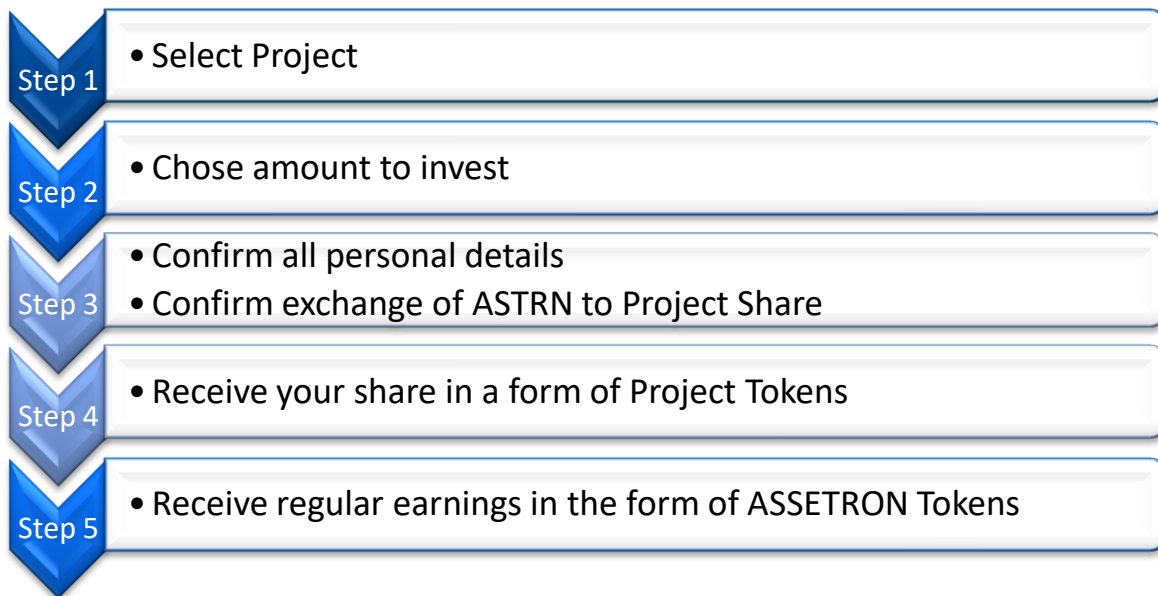 Step 1
• Select Project
Step 2
• Chose amount to invest
Step 3
• Confirm all personal details
• Confirm exchange of ASTRN to Project Share
Step 4
• Receive your share in a form of Project Tokens
Step 5
• Receive regular earnings in the form of ASSETRON Tokens